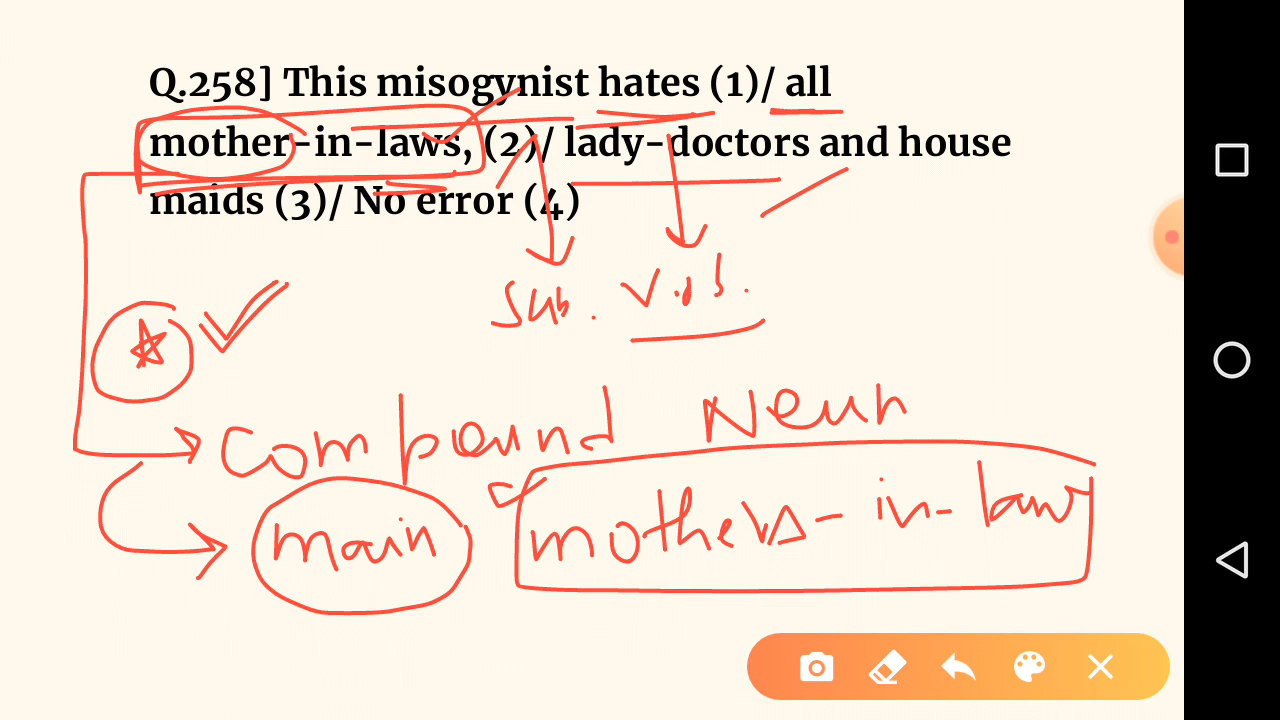 Q.258] This misogynist hates (1)/ all
mother-in-laws, (2)/ lady-doctors and house
maids (3)/ No error (4)
Sub. Vis.
Compound Noun
main mothers-in-law